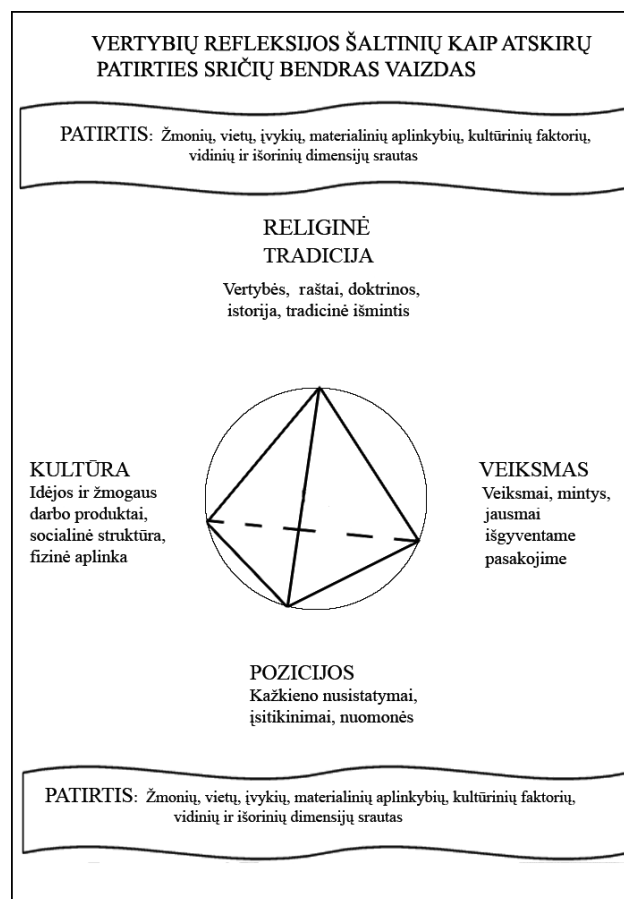 VERTYBIŲ REFLEKSIJOS ŠALTINIŲ KAIP ATSKIRŲ
PATIRTIES SRIČIŲ BENDRAS VAIZDAS
PATIRTIS: Žmonių, vietų, įvykių, materialinių aplinkybių, kultūrinių faktorių,
vidinių ir išorinių dimensijų srautas
RELIGINĖ
TRADICIJA
Vertybės, raštai, doktrinos,
istorija, tradicinė išmintis
KULTŪRA
Idėjos ir žmogaus
darbo produktai,
socialinė struktūra,
fizinė aplinka
VEIKSMAS
Veiksmai, mintys,
jausmai
išgyventame
pasakojime
POZICIJOS
Kažkieno nusistatymai,
įsitikinimai, nuomonės
PATIRTIS: Žmonių, vietų, įvykių, materialinių aplinkybių, kultūrinių faktorių,
vidinių ir išorinių dimensijų srautas